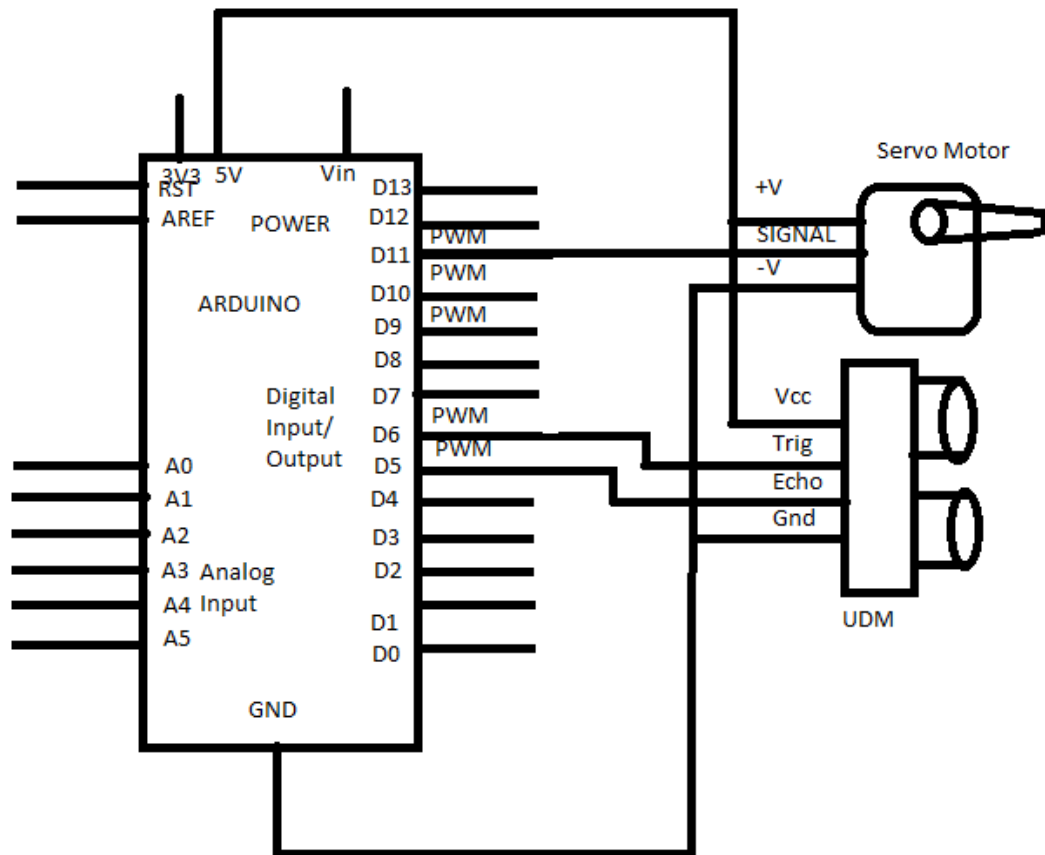 Servo Motor
3V3 5V Vin
RST
AREF
POWER
ARDUINO
D13
D12
PWM
D11
PWM
D10
PWM
D9
D8
D7
Digital
Input/
Output
PWM
D6
PWM
D5
D4
D3
D2
D1
D0
A0
A1
A2
A3
A4
A5
Analog
Input
GND
+V
SIGNAL
-V
Vcc
Trig
Echo
Gnd
UDM